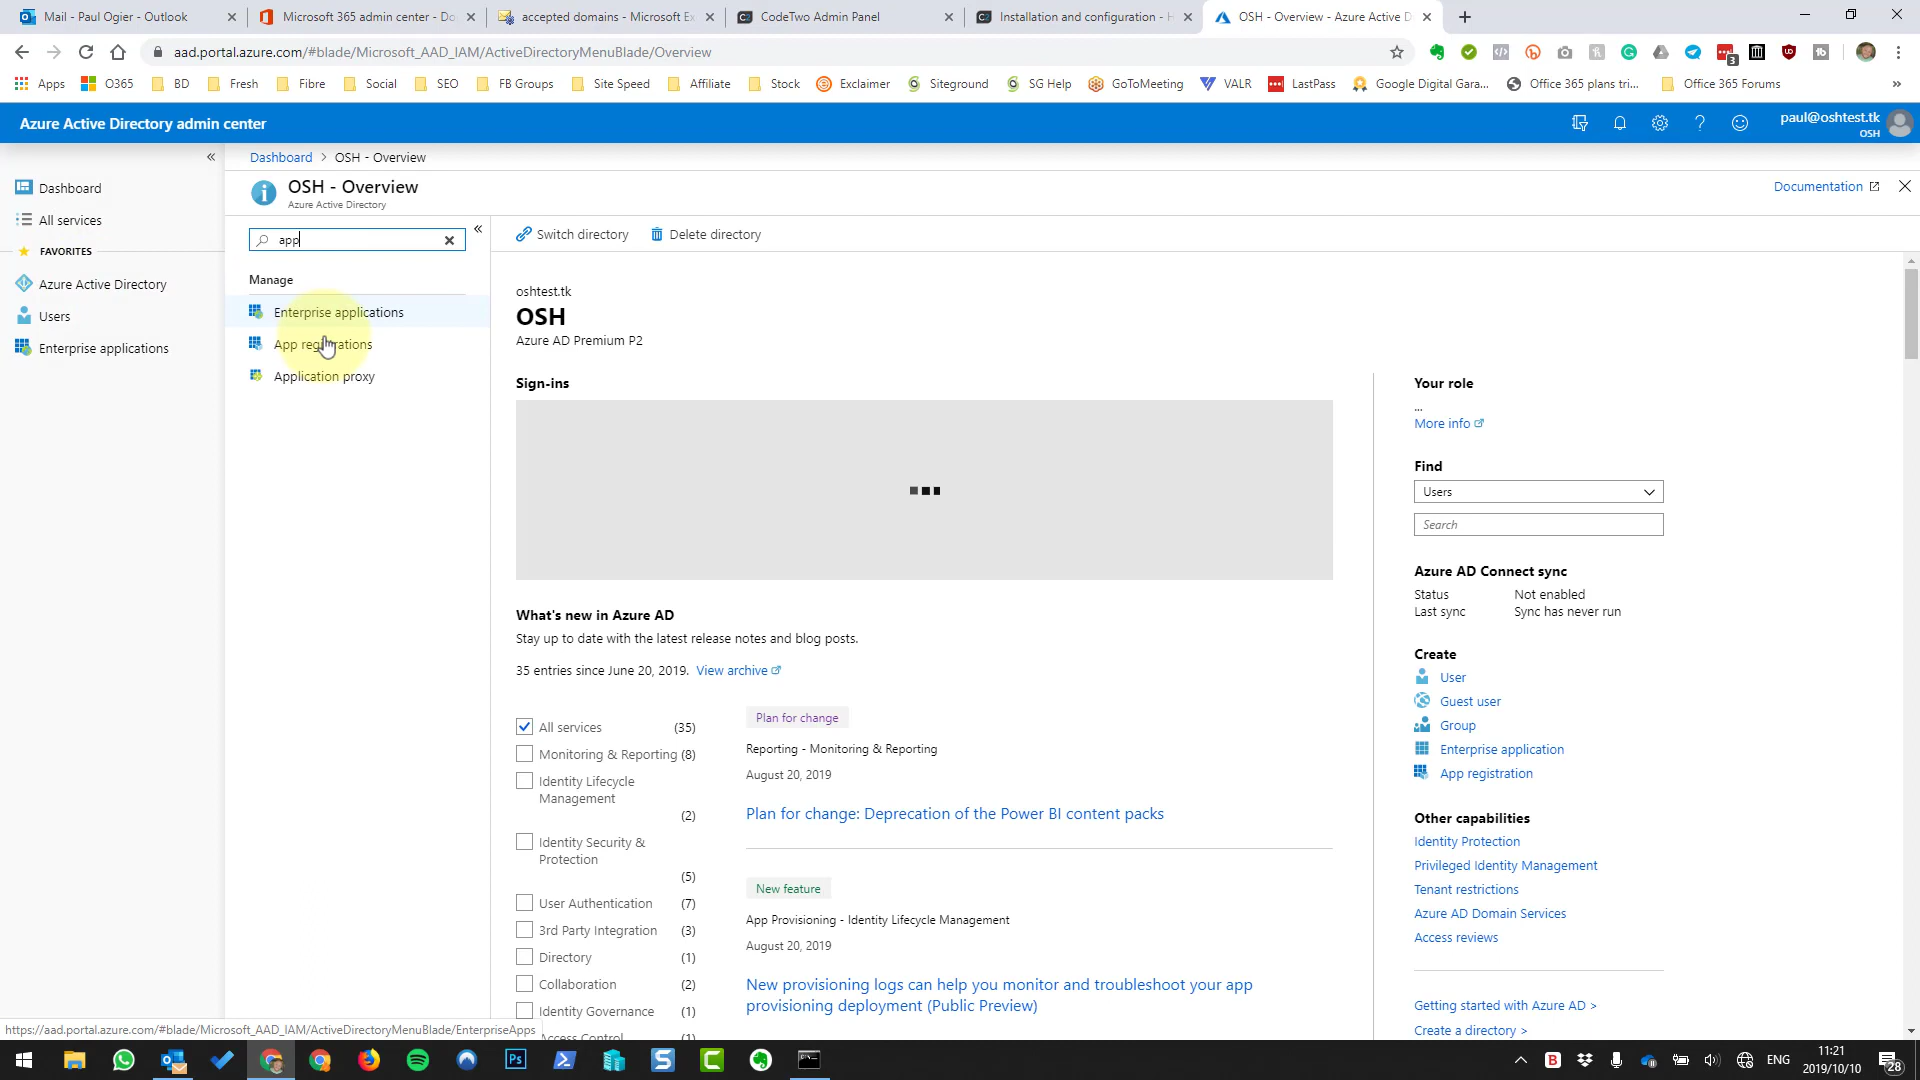 Mail - Paul Ogier - Outlook
Microsoft 365 admin center - Do
accepted domains - Microsoft Ex
CodeTwo Admin Panel
Installation and configuration - H
OSH - Overview - Azure Active D
aad.portal.azure.com/#blade/Microsoft_AAD_IAM/ActiveDirectoryMenuBlade/Overview
Apps
O365
BD
Fresh
Fibre
Social
SEO
FB Groups
Site Speed
Affiliate
Stock
Exclaimer
Siteground
SG Help
GoToMeeting
VALR
LastPass
Google Digital Gara...
Office 365 plans tri...
Office 365 Forums
Azure Active Directory admin center
paul@oshtest.tk
OSH
Dashboard > OSH - Overview
OSH - Overview
Azure Active Directory
Documentation
Dashboard
All services
FAVORITES
Azure Active Directory
Users
Enterprise applications
app
Manage
Enterprise applications
App registrations
Application proxy
Switch directory
Delete directory
oshtest.tk
OSH
Azure AD Premium P2
Sign-ins
What's new in Azure AD
Stay up to date with the latest release notes and blog posts.
35 entries since June 20, 2019. View archive
All services (35)
Monitoring & Reporting (8)
Identity Lifecycle
Management
(2)
Identity Security &
Protection
(5)
User Authentication (7)
3rd Party Integration (3)
Directory (1)
Collaboration (2)
Identity Governance (1)
Access Control (1)
Plan for change
Reporting - Monitoring & Reporting
August 20, 2019
Plan for change: Deprecation of the Power BI content packs
New feature
App Provisioning - Identity Lifecycle Management
August 20, 2019
New provisioning logs can help you monitor and troubleshoot your app
provisioning deployment (Public Preview)
Your role
...
More info
Find
Users
Search
Azure AD Connect sync
Status Not enabled
Last sync Sync has never run
Create
User
Guest user
Group
Enterprise application
App registration
Other capabilities
Identity Protection
Privileged Identity Management
Tenant restrictions
Azure AD Domain Services
Access reviews
Getting started with Azure AD >
Create a directory >
https://aad.portal.azure.com/#blade/Microsoft_AAD_IAM/ActiveDirectoryMenuBlade/EnterpriseApps
ENG
11:21
2019/10/10
28